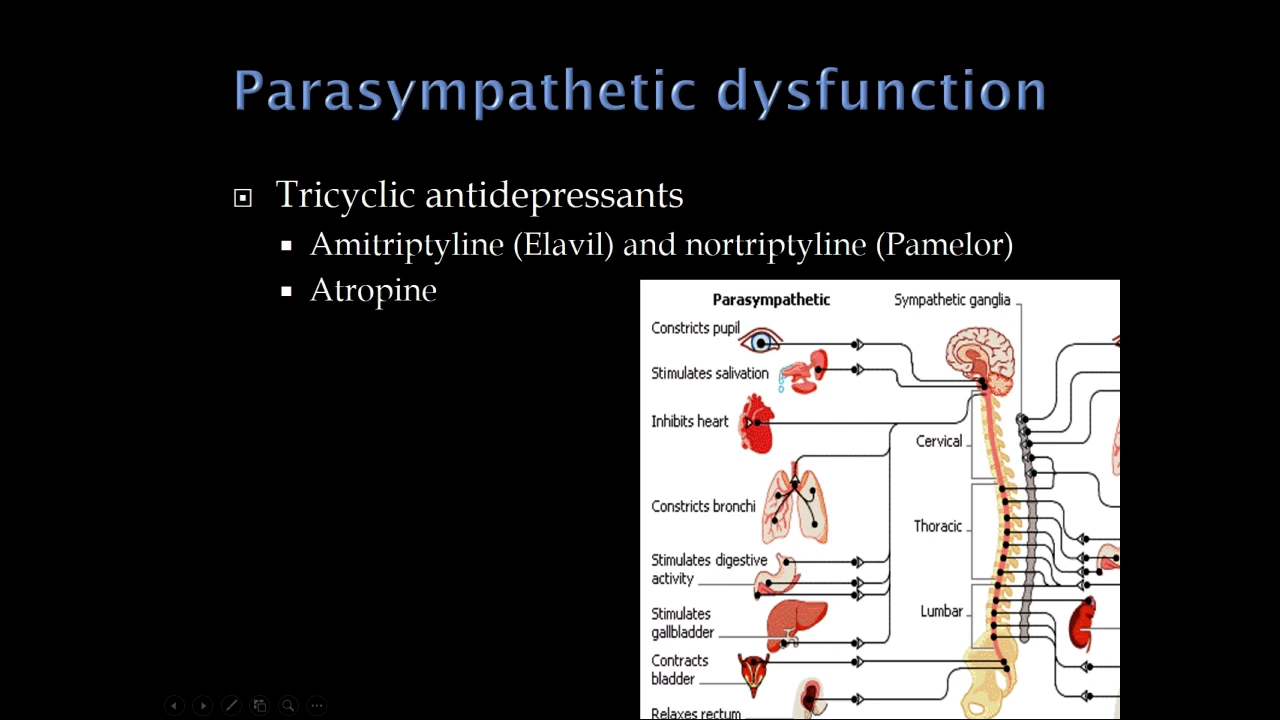 Parasympathetic dysfunction
Tricyclic antidepressants
Amitriptyline (Elavil) and nortriptyline (Pamelor)
Atropine
Parasympathetic
Sympathetic ganglia
Constricts pupil
Stimulates salivation
Inhibits heart
Cervical
Constricts bronchi
Thoracic
Stimulates digestive
activity
Lumbar
Stimulates
gallbladder
Contracts
bladder
Relaxes rectum